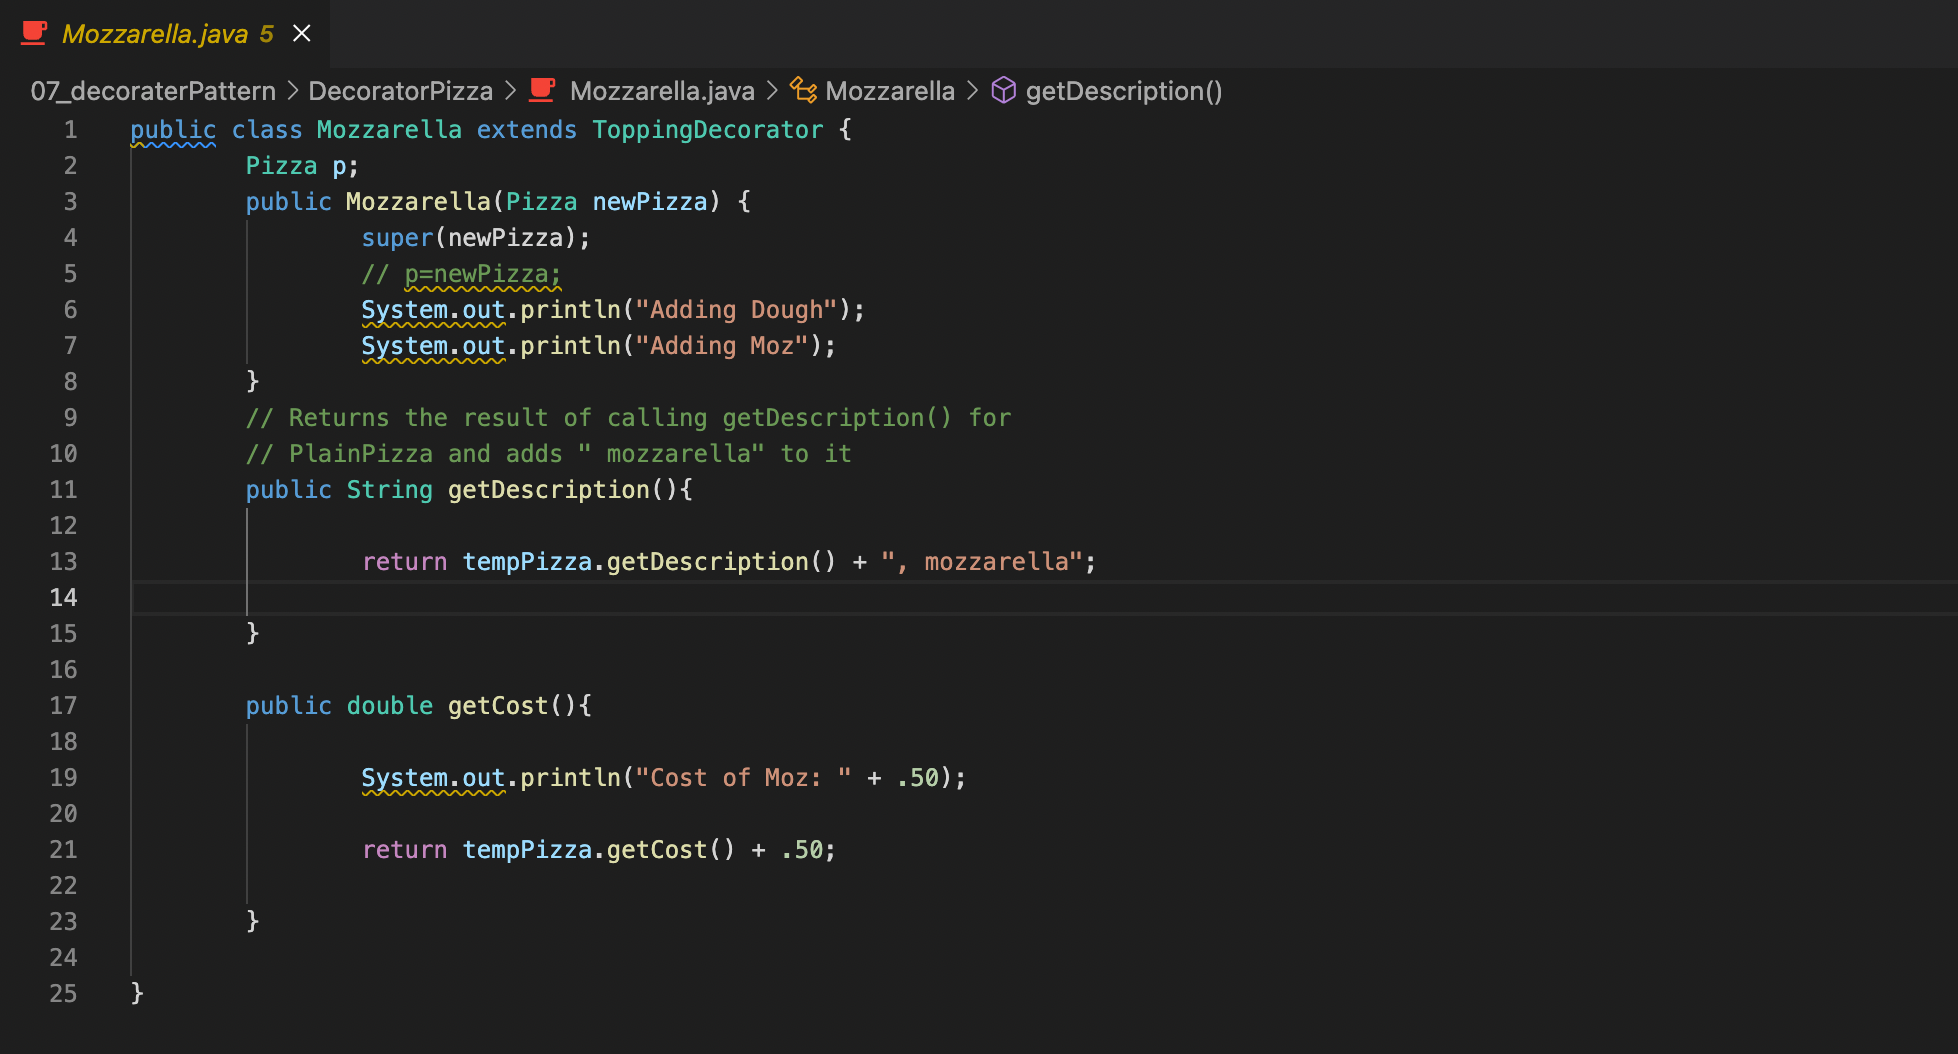 Mozzarella.java 5
07_decoraterPattern > DecoratorPizza > Mozzarella.java > Mozzarella > getDescription()
1 public class Mozzarella extends ToppingDecorator {
2 Pizza p;
3 public Mozzarella(Pizza newPizza) {
4 super(newPizza);
5 // p=newPizza;
6 System.out.println("Adding Dough");
7 System.out.println("Adding Moz");
8 }
9 // Returns the result of calling getDescription() for
10 // PlainPizza and adds " mozzarella" to it
11 public String getDescription(){
12
13 return tempPizza.getDescription() + ", mozzarella";
14
15 }
16
17 public double getCost(){
18
19 System.out.println("Cost of Moz: " + .50);
20
21 return tempPizza.getCost() + .50;
22
23 }
24
25 }